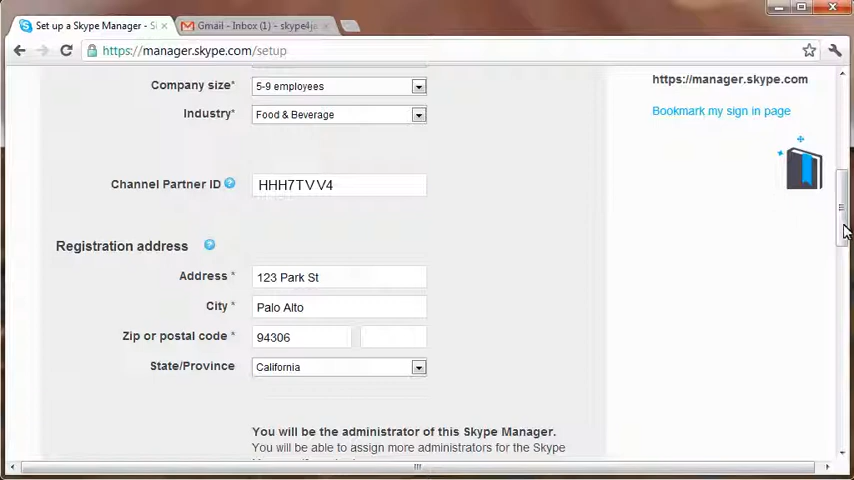 Set up a Skype Manager - S
Gmail - Inbox (1) - skype4je
https://manager.skype.com/setup
Company size*
5-9 employees
https://manager.skype.com
Industry*
Food & Beverage
Bookmark my sign in page
Channel Partner ID ?
HHH7TVV4
Registration address ?
Address *
123 Park St
City *
Palo Alto
Zip or postal code *
94306
State/Province
California
You will be the administrator of this Skype Manager.
You will be able to assign more administrators for the Skype